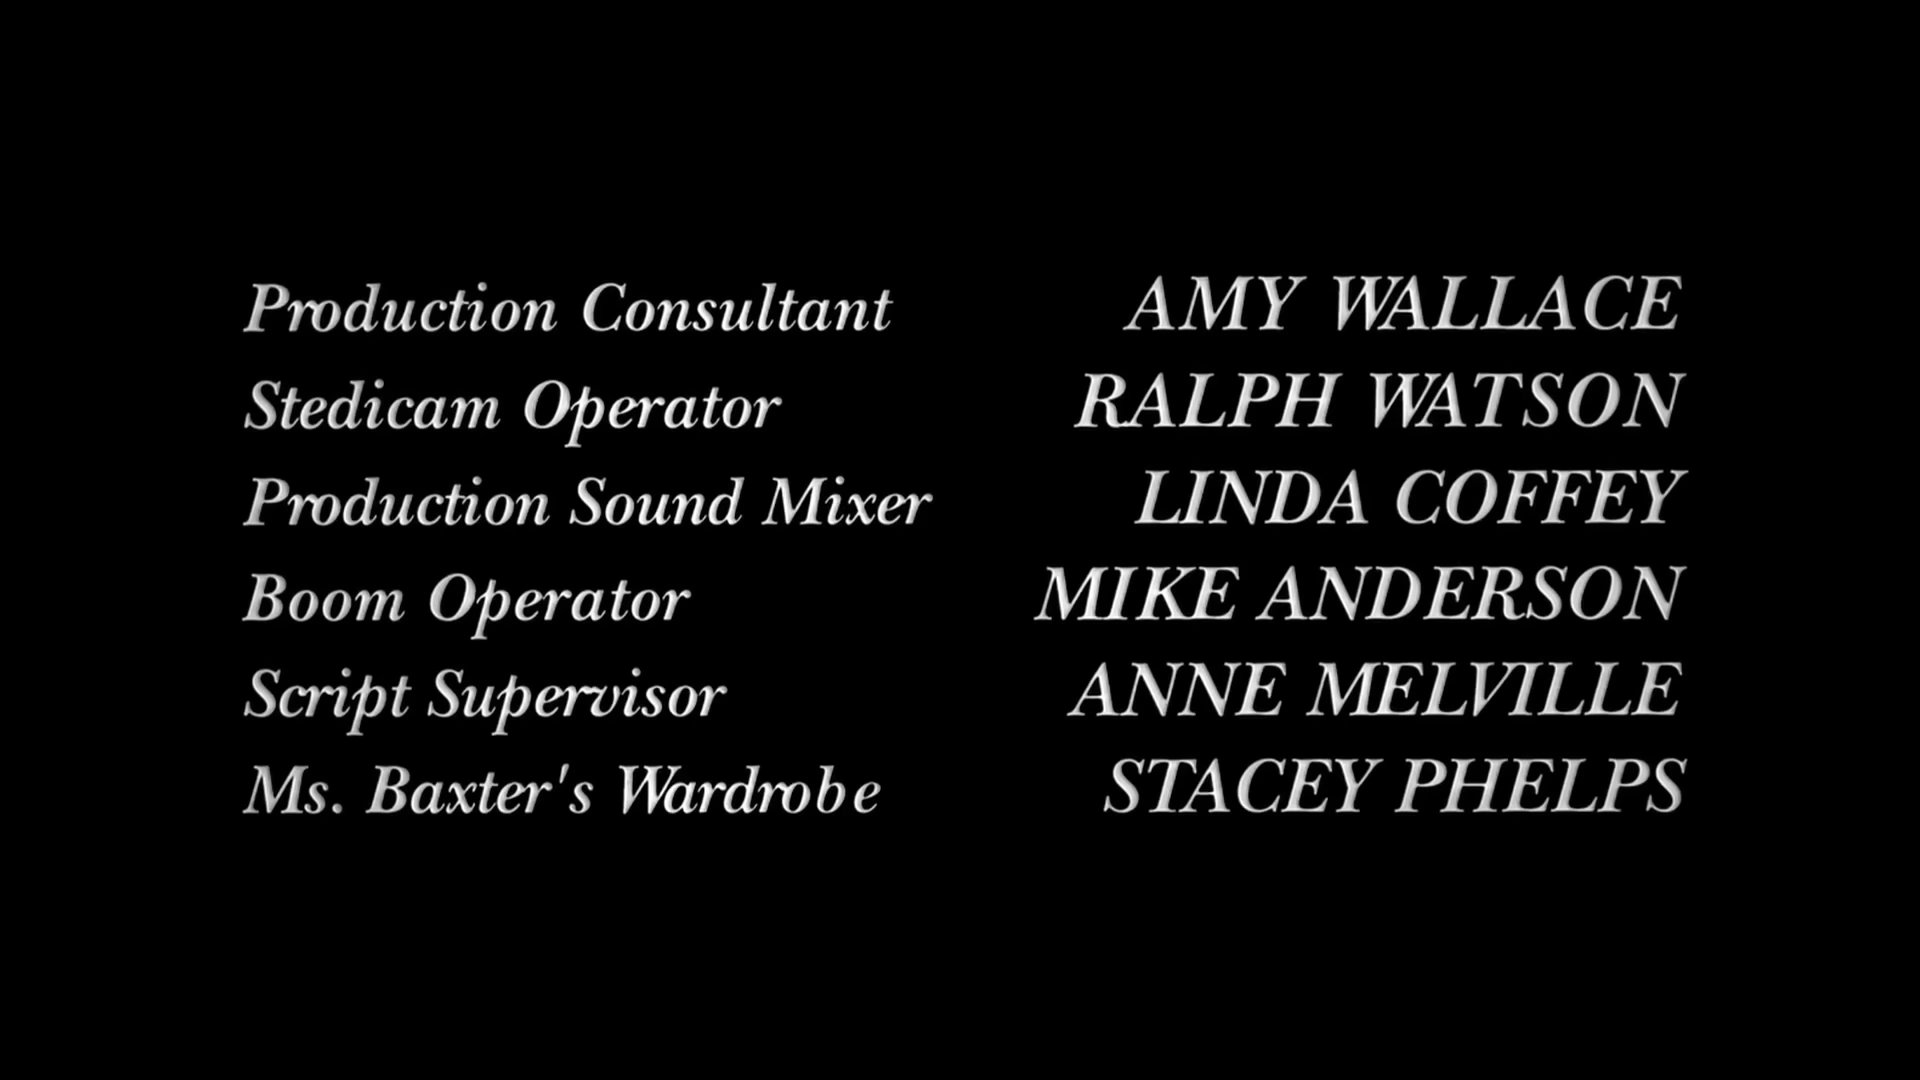 Production Consultant AMY WALLACE
Stedicam Operator RALPH WATSON
Production Sound Mixer LINDA COFFEY
Boom Operator MIKE ANDERSON
Script Supervisor ANNE MELVILLE
Ms. Baxter's Wardrobe STACEY PHELPS